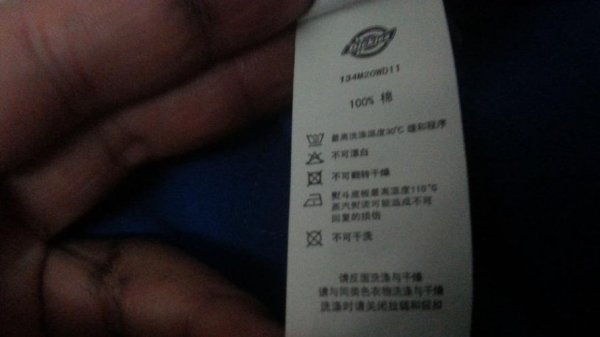 Dickies
134M20WD11
100% 棉
最高洗涤温度30℃ 缓和程序
不可漂白
不可翻转干燥
熨斗底板最高温度110℃
蒸汽熨烫可能造成不可
回复的损伤
不可干洗
请反面洗涤与干燥
请与同类色衣物洗涤与干燥
洗涤时请关闭拉链和钮扣